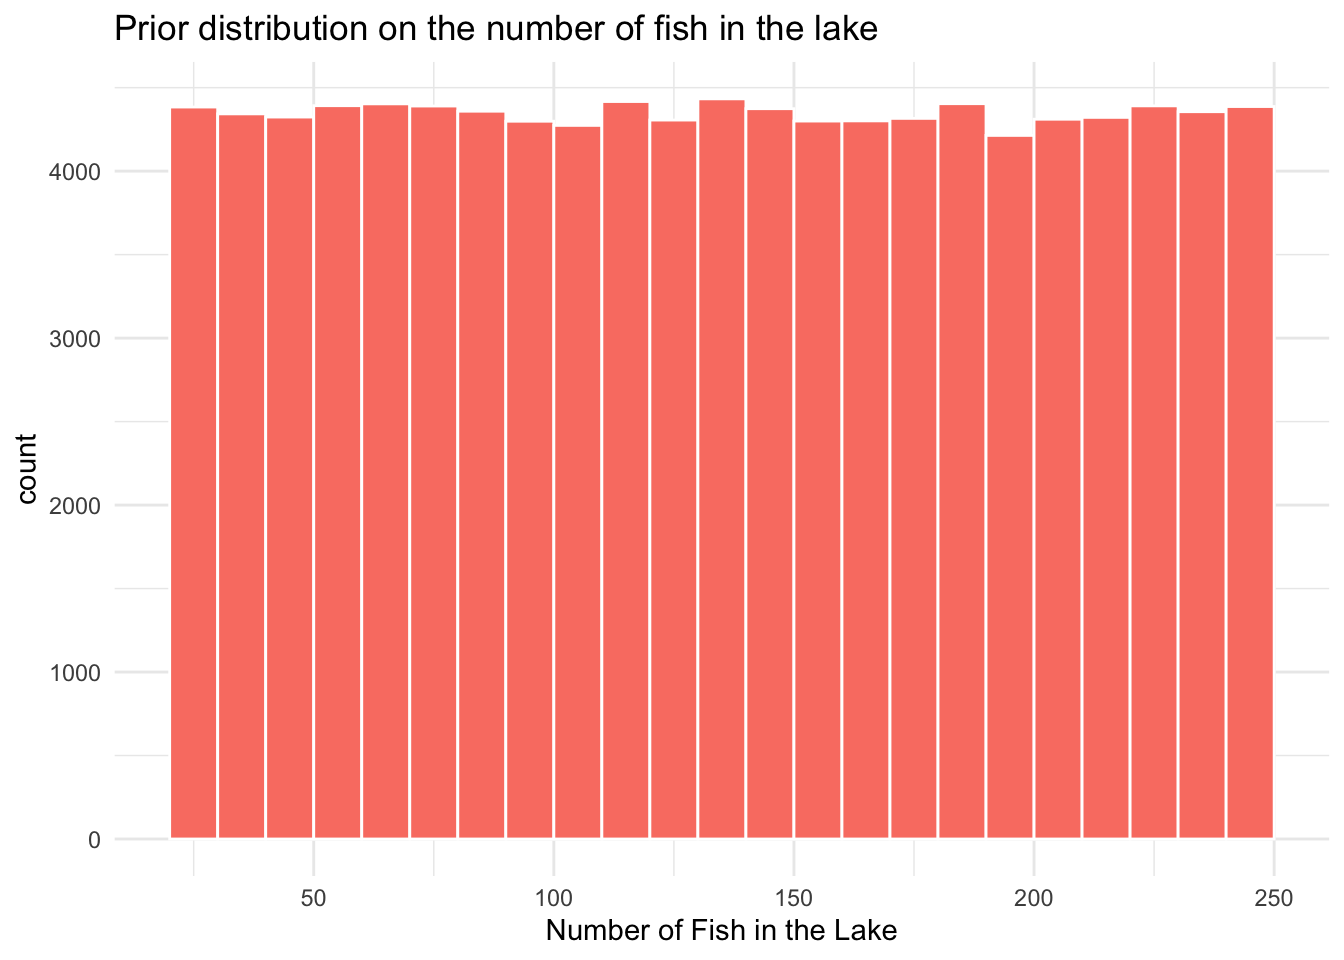 Prior distribution on the number of fish in the lake
4000
3000
2000
1000
0
count
50 100 150 200 250
Number of Fish in the Lake